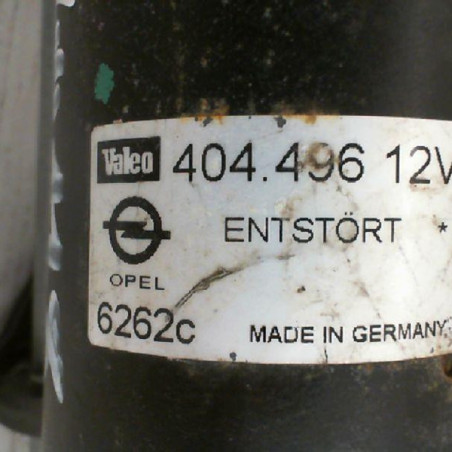 Valeo 404.496 12V
ENTSTÖRT *
OPEL
6262c MADE IN GERMANY